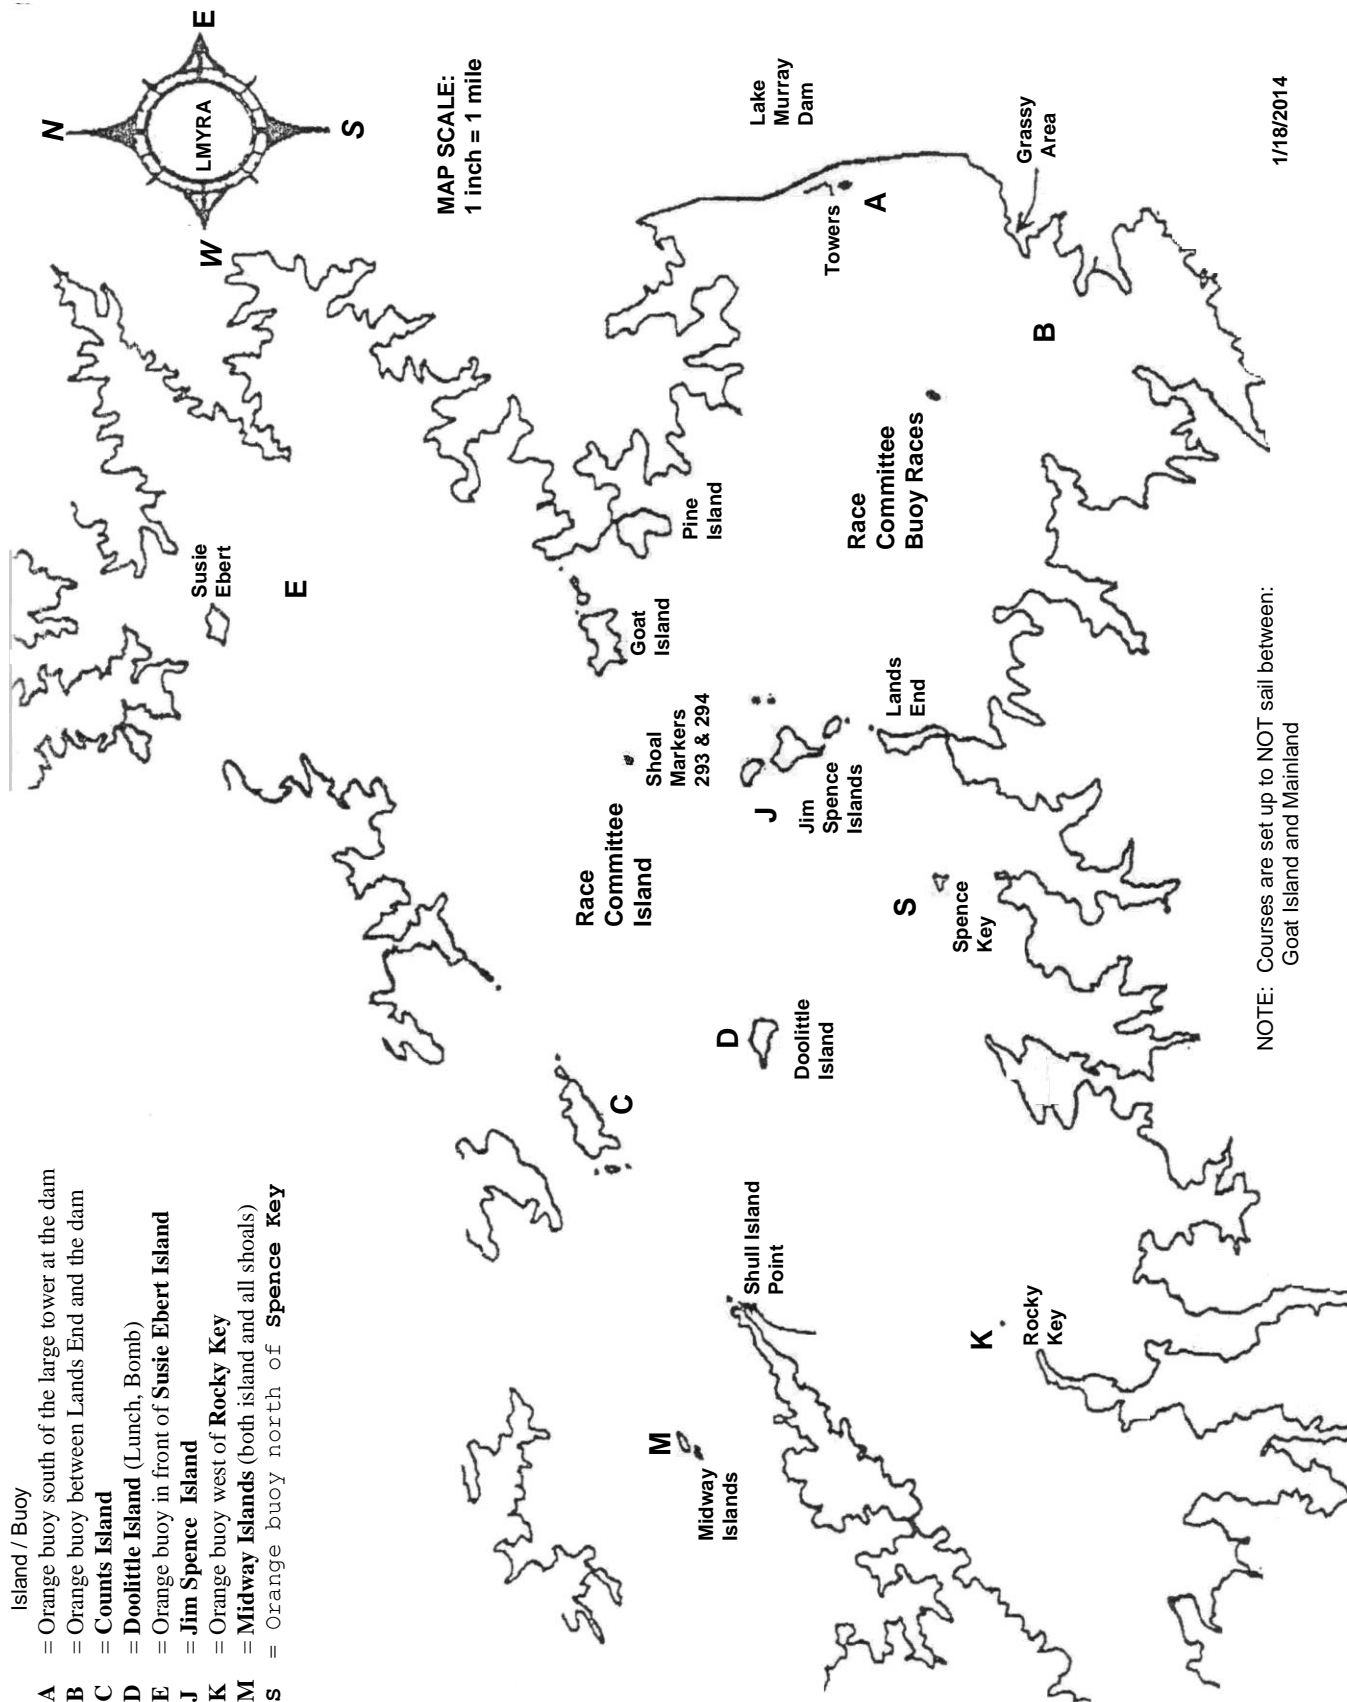 Island / Buoy
A = Orange buoy south of the large tower at the dam
B = Orange buoy between Lands End and the dam
C = Counts Island
D = Doolittle Island (Lunch, Bomb)
E = Orange buoy in front of Susie Ebert Island
J = Jim Spence Island
K = Orange buoy west of Rocky Key
M = Midway Islands (both island and all shoals)
S = Orange buoy north of Spence Key
N
W
E
S
LMYRA
MAP SCALE:
1 inch = 1 mile
Susie
Ebert
E
Goat
Island
Pine
Island
Shoal
Markers
293 & 294
Race
Committee
Island
C
D
Doolittle
Island
J
Jim
Spence
Islands
Lands
End
S
Spence
Key
Race
Committee
Buoy Races
Lake
Murray
Dam
Towers
A
B
Grassy
Area
M
Midway
Islands
Shull Island
Point
K
Rocky
Key
NOTE: Courses are set up to NOT sail between:
Goat Island and Mainland
1/18/2014